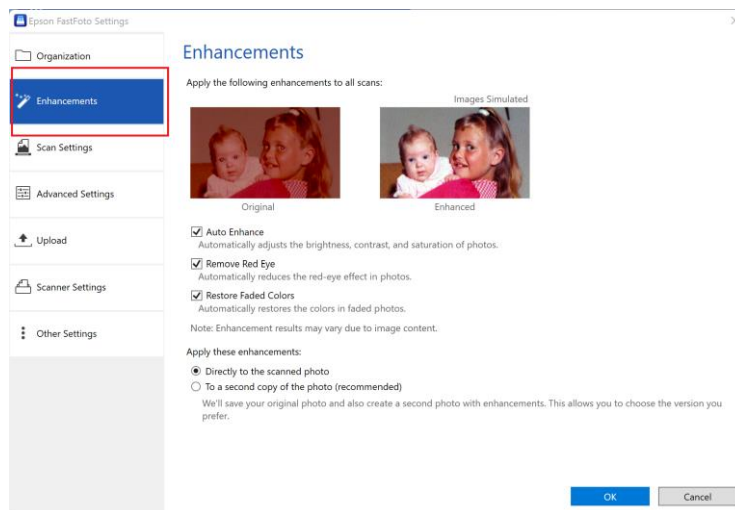 Epson FastFoto Settings
Organization
Enhancements
Scan Settings
Advanced Settings
Upload
Scanner Settings
Other Settings
Enhancements
Apply the following enhancements to all scans:
Images Simulated
Original Enhanced
Auto Enhance
Automatically adjusts the brightness, contrast, and saturation of photos.
Remove Red Eye
Automatically reduces the red-eye effect in photos.
Restore Faded Colors
Automatically restores the colors in faded photos.
Note: Enhancement results may vary due to image content.
Apply these enhancements:
Directly to the scanned photo
To a second copy of the photo (recommended)
We'll save your original photo and also create a second photo with enhancements. This allows you to choose the version you
prefer.
OK Cancel